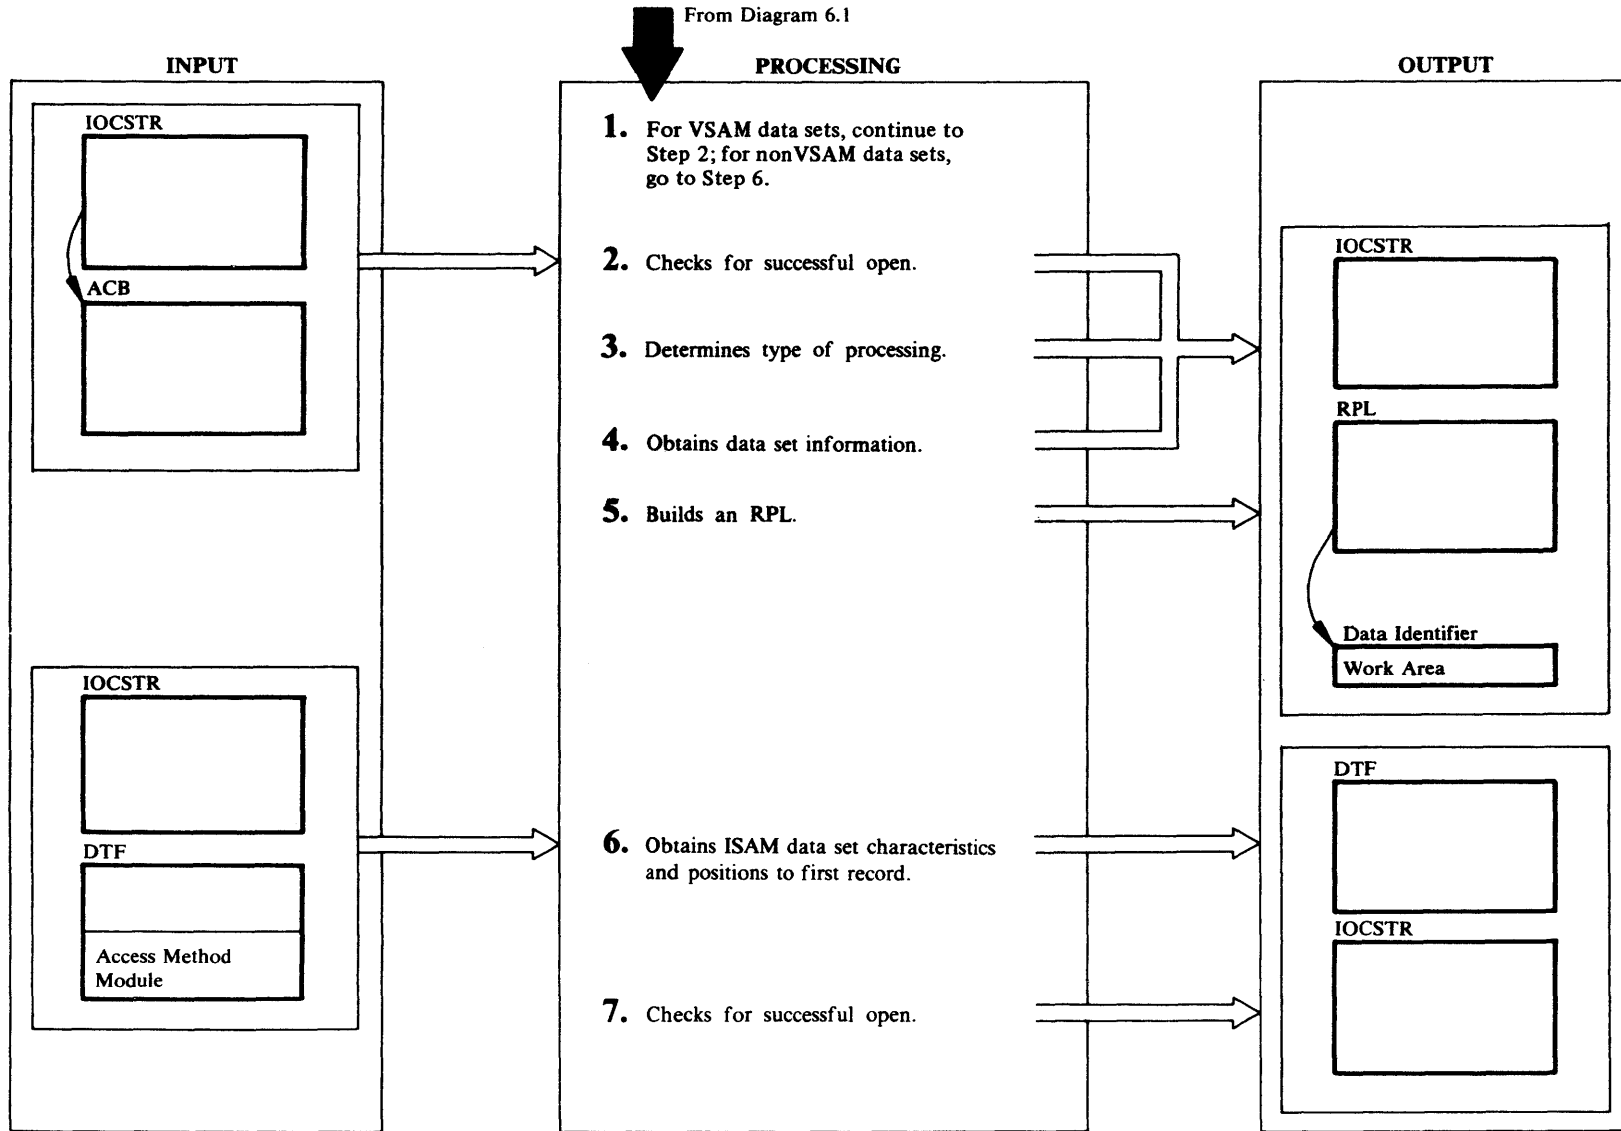 From Diagram 6.1
INPUT
PROCESSING
OUTPUT
IOCSTR
ACB
IOCSTR
DTF
Access Method
Module
1. For VSAM data sets, continue to
Step 2; for nonVSAM data sets,
go to Step 6.
2. Checks for successful open.
3. Determines type of processing.
4. Obtains data set information.
5. Builds an RPL.
6. Obtains ISAM data set characteristics
and positions to first record.
7. Checks for successful open.
IOCSTR
RPL
Data Identifier
Work Area
DTF
IOCSTR